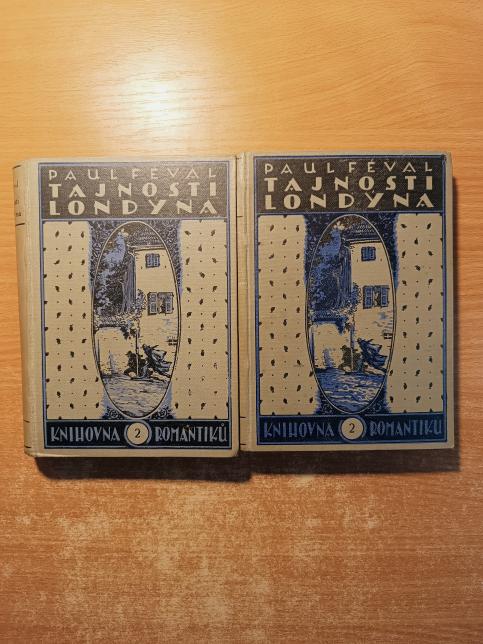 PAUL FÉVAL
TAJNOSTI
LONDÝNA
KNIHOVNA 2 ROMANTIKŮ
PAUL FÉVAL
TAJNOSTI
LONDÝNA
KNIHOVNA 2 ROMANTIKŮ